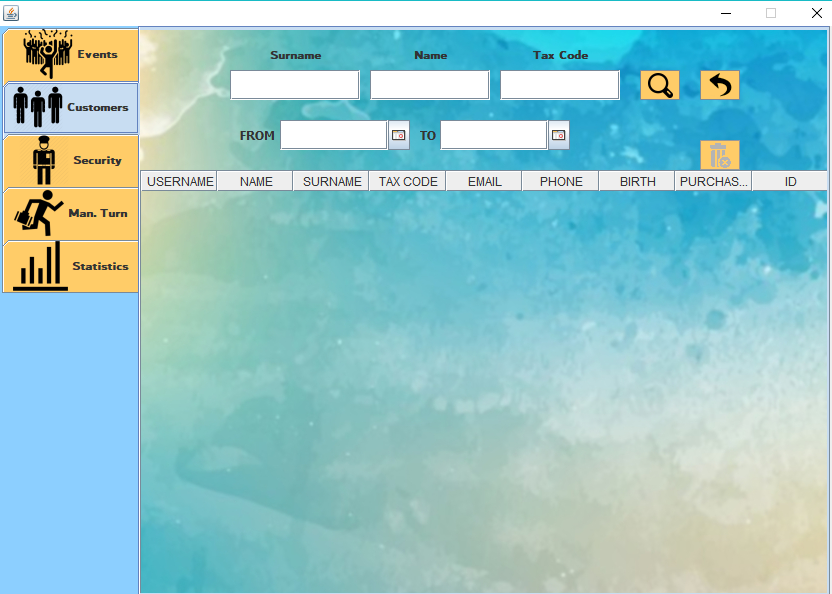 Events
Customers
Security
Man. Turn
Statistics
Surname Name Tax Code
FROM TO
USERNAME NAME SURNAME TAX CODE EMAIL PHONE BIRTH PURCHAS... ID